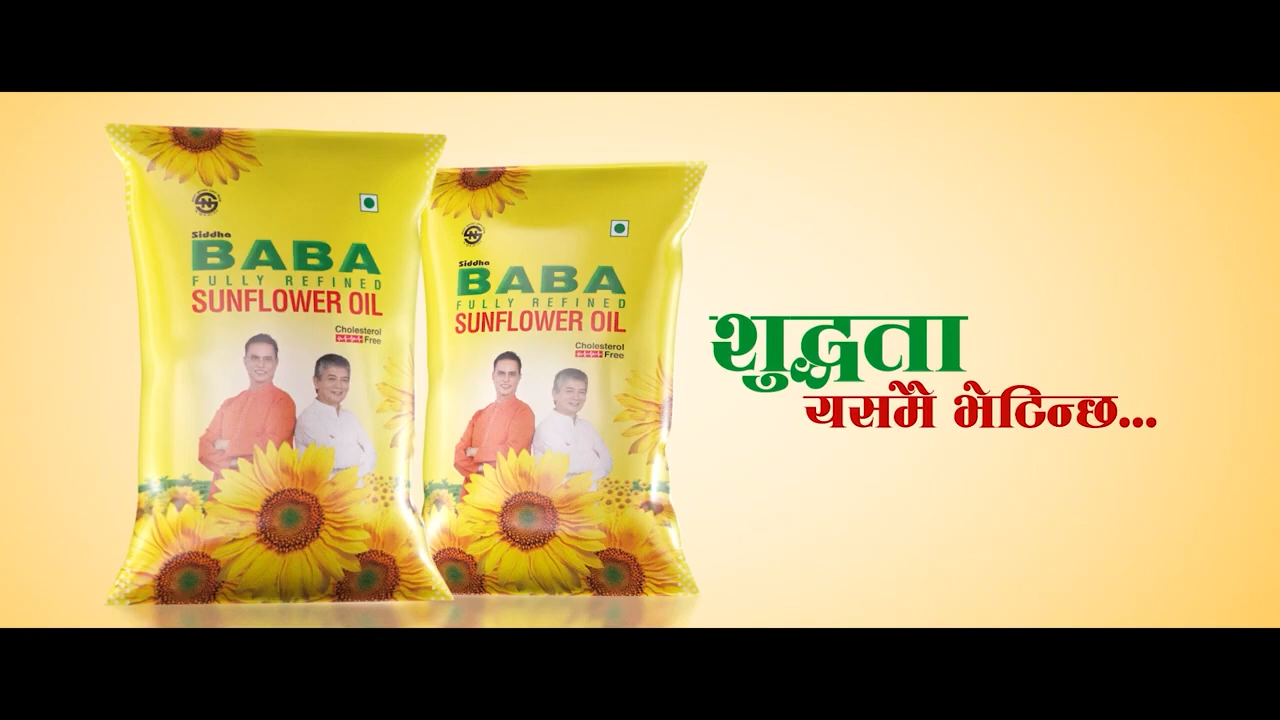 Siddha
BABA
FULLY REFINED
SUNFLOWER OIL
Cholesterol
Free
Siddha
BABA
FULLY REFINED
SUNFLOWER OIL
Cholesterol
Free
शुद्धता
यसमै भेटिन्छ...